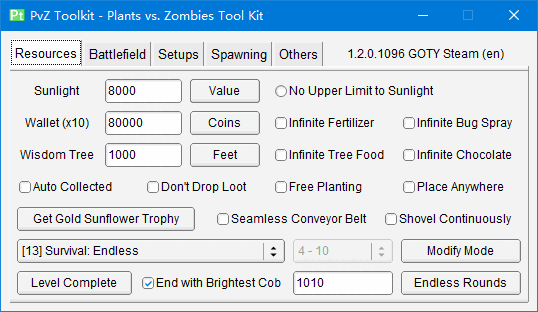 Pt PvZ Toolkit - Plants vs. Zombies Tool Kit
Resources Battlefield Setups Spawning Others 1.2.0.1096 GOTY Steam (en)
Sunlight 8000 Value No Upper Limit to Sunlight
Wallet (x10) 80000 Coins Infinite Fertilizer Infinite Bug Spray
Wisdom Tree 1000 Feet Infinite Tree Food Infinite Chocolate
Auto Collected Don't Drop Loot Free Planting Place Anywhere
Get Gold Sunflower Trophy Seamless Conveyor Belt Shovel Continuously
[13] Survival: Endless 4 - 10 Modify Mode
Level Complete End with Brightest Cob 1010 Endless Rounds